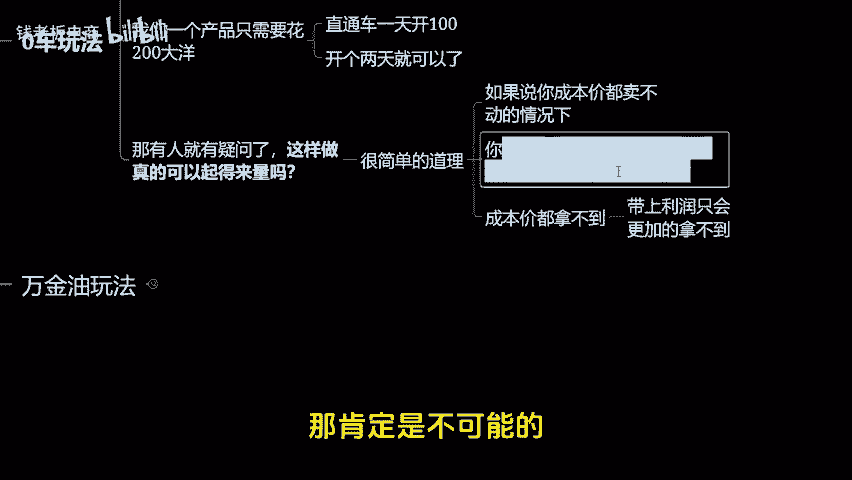 钱老板电商 bilibili
0车玩法
我们一个产品只需要花
200大洋
直通车一天开100
开个两天就可以了
那有人就有疑问了，这样做
真的可以起得来量吗？
很简单的道理
如果说你成本价都卖不
动的情况下
你
成本价都拿不到
带上利润只会
更加的拿不到
万金油玩法
那肯定是不可能的